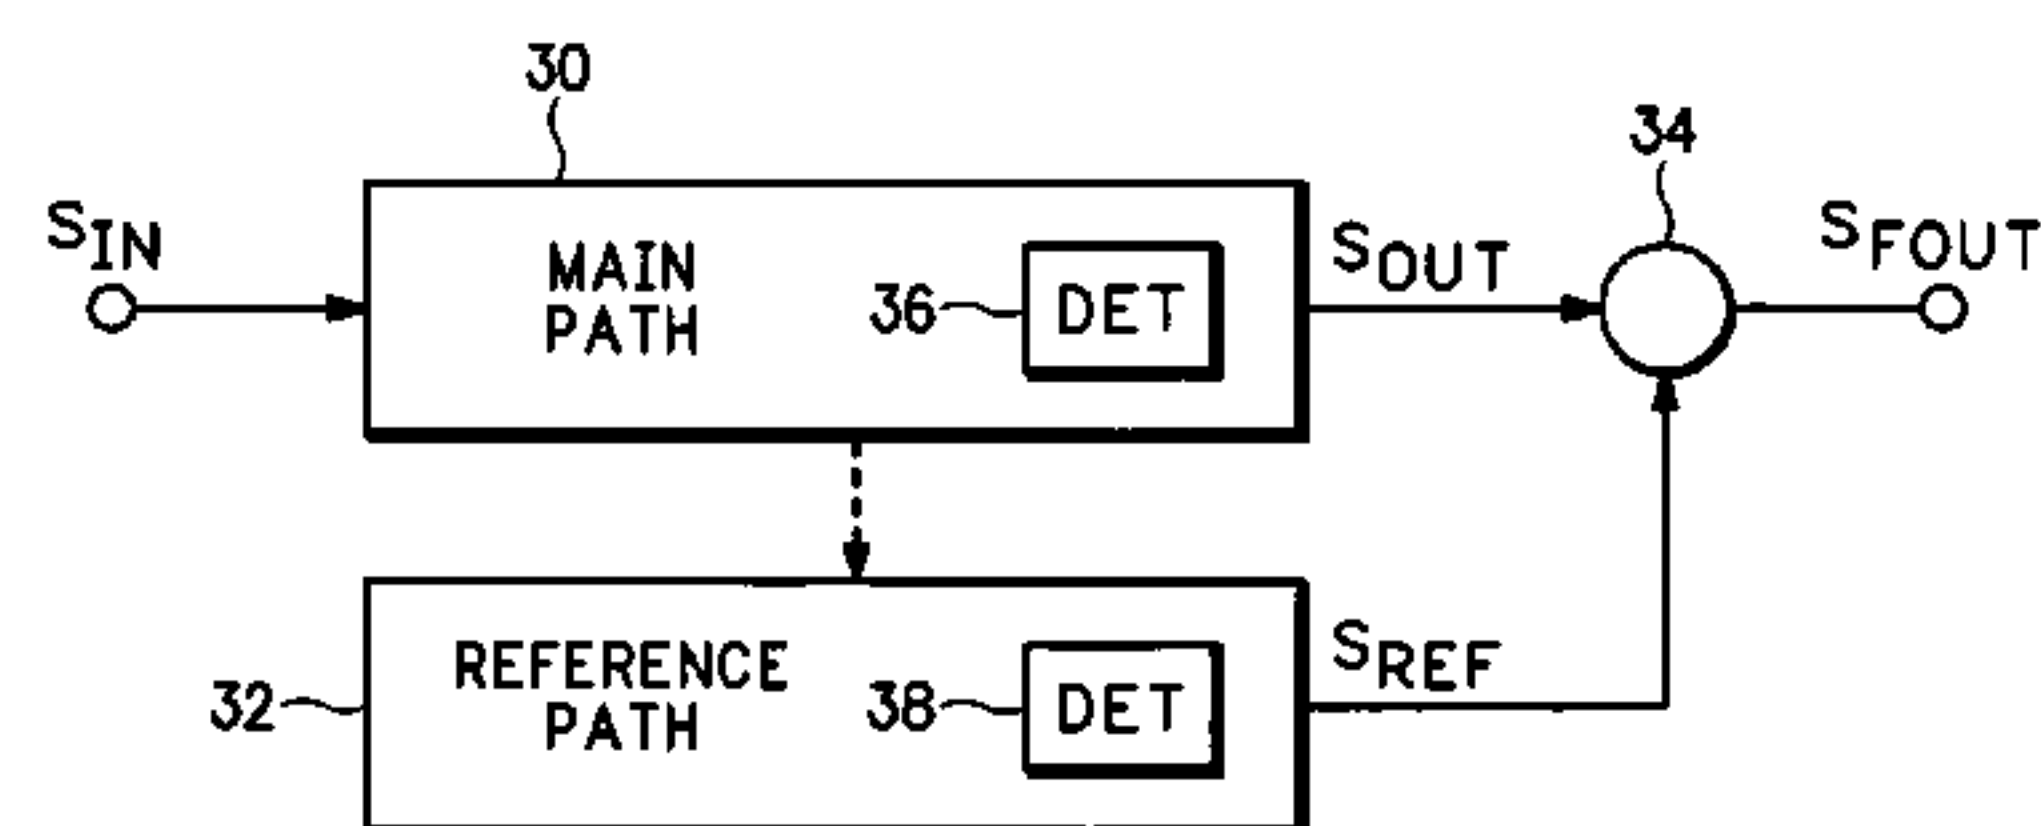 30
34
SIN
MAIN
PATH
36
DET
SOUT
SFOUT
REFERENCE
PATH
32
38
DET
SREF